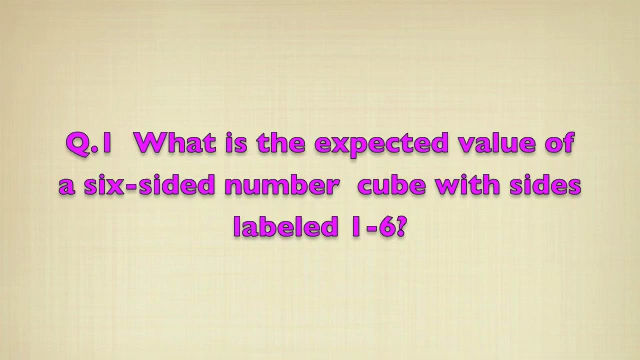 Q.1 What is the expected value of
a six-sided number cube with sides
labeled 1-6?